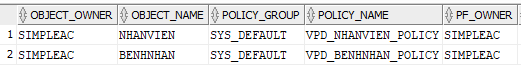 OBJECT_OWNER OBJECT_NAME POLICY_GROUP POLICY_NAME PF_OWNER
1 SIMPLEAC NHANVIEN SYS_DEFAULT VPD_NHANVIEN_POLICY SIMPLEAC
2 SIMPLEAC BENHNHAN SYS_DEFAULT VPD_BENHNHAN_POLICY SIMPLEAC